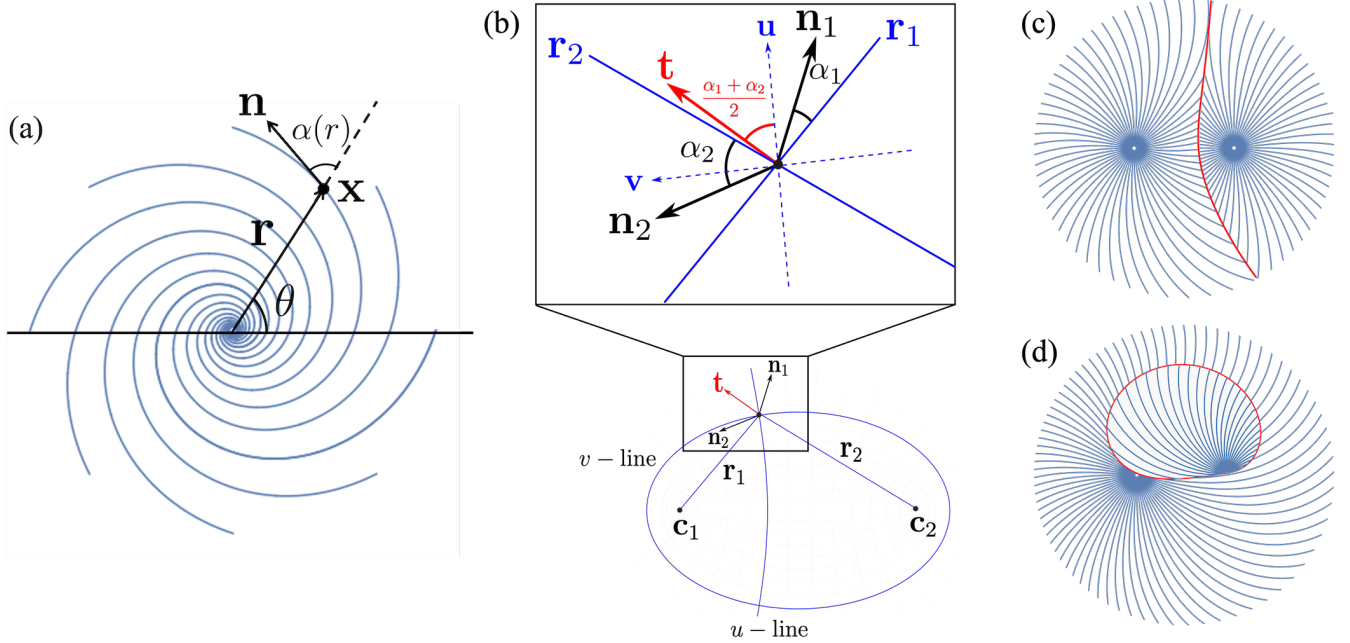 (a)
n
α(r)
x
r
θ
(b)
u
n₁
r₁
r₂
t
(α₁ + α₂)/2
α₁
α₂
v
n₂
n₁
t
n₂
v − line
r₁
r₂
c₁
c₂
u − line
(c)
(d)